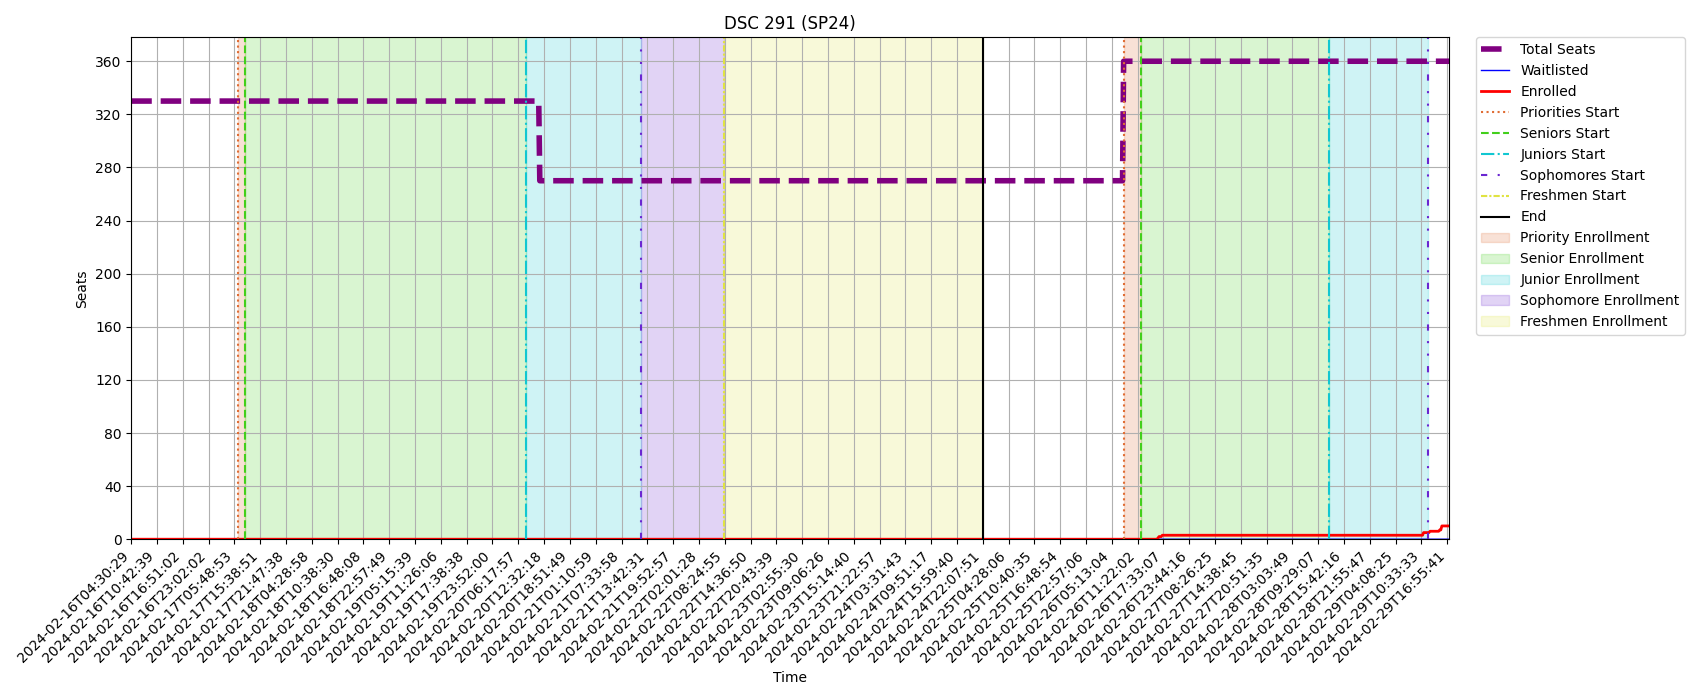 DSC 291 (SP24)
Seats
360
320
280
240
200
160
120
80
40
0
2024-02-16T04:30:29
2024-02-16T10:42:39
2024-02-16T16:51:02
2024-02-16T23:02:02
2024-02-17T05:48:53
2024-02-17T15:38:51
2024-02-17T21:47:38
2024-02-18T04:28:58
2024-02-18T10:38:30
2024-02-18T16:48:08
2024-02-18T22:57:49
2024-02-19T05:15:39
2024-02-19T11:26:06
2024-02-19T17:38:38
2024-02-19T23:52:00
2024-02-20T06:17:57
2024-02-20T12:32:18
2024-02-20T18:51:49
2024-02-21T01:10:59
2024-02-21T07:33:58
2024-02-21T13:42:31
2024-02-21T19:52:57
2024-02-22T02:01:28
2024-02-22T08:24:55
2024-02-22T14:36:50
2024-02-22T20:43:39
2024-02-23T02:55:30
2024-02-23T09:06:26
2024-02-23T15:14:40
2024-02-23T21:22:57
2024-02-24T03:31:43
2024-02-24T09:51:17
2024-02-24T15:59:40
2024-02-24T22:07:51
2024-02-25T04:28:06
2024-02-25T10:40:35
2024-02-25T16:48:54
2024-02-25T22:57:06
2024-02-26T05:13:04
2024-02-26T11:22:02
2024-02-26T17:33:07
2024-02-26T23:44:16
2024-02-27T08:26:25
2024-02-27T14:38:45
2024-02-27T20:51:35
2024-02-28T03:03:49
2024-02-28T09:29:07
2024-02-28T15:42:16
2024-02-28T21:55:47
2024-02-29T04:08:25
2024-02-29T10:33:33
2024-02-29T16:55:41
Time
Total Seats
Waitlisted
Enrolled
Priorities Start
Seniors Start
Juniors Start
Sophomores Start
Freshmen Start
End
Priority Enrollment
Senior Enrollment
Junior Enrollment
Sophomore Enrollment
Freshmen Enrollment